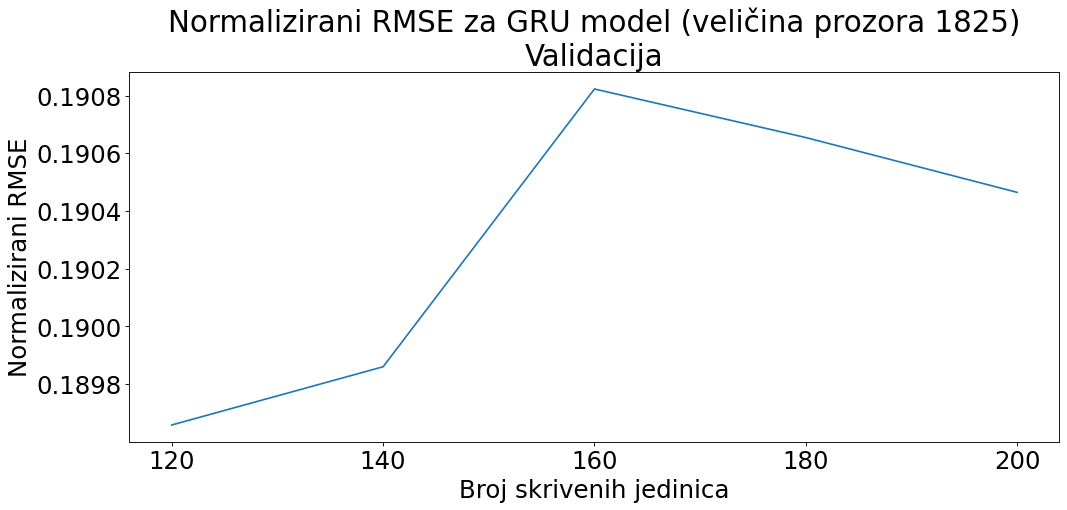 Normalizirani RMSE za GRU model (veličina prozora 1825)
Validacija
Normalizirani RMSE
0.1908
0.1906
0.1904
0.1902
0.1900
0.1898
120 140 160 180 200
Broj skrivenih jedinica